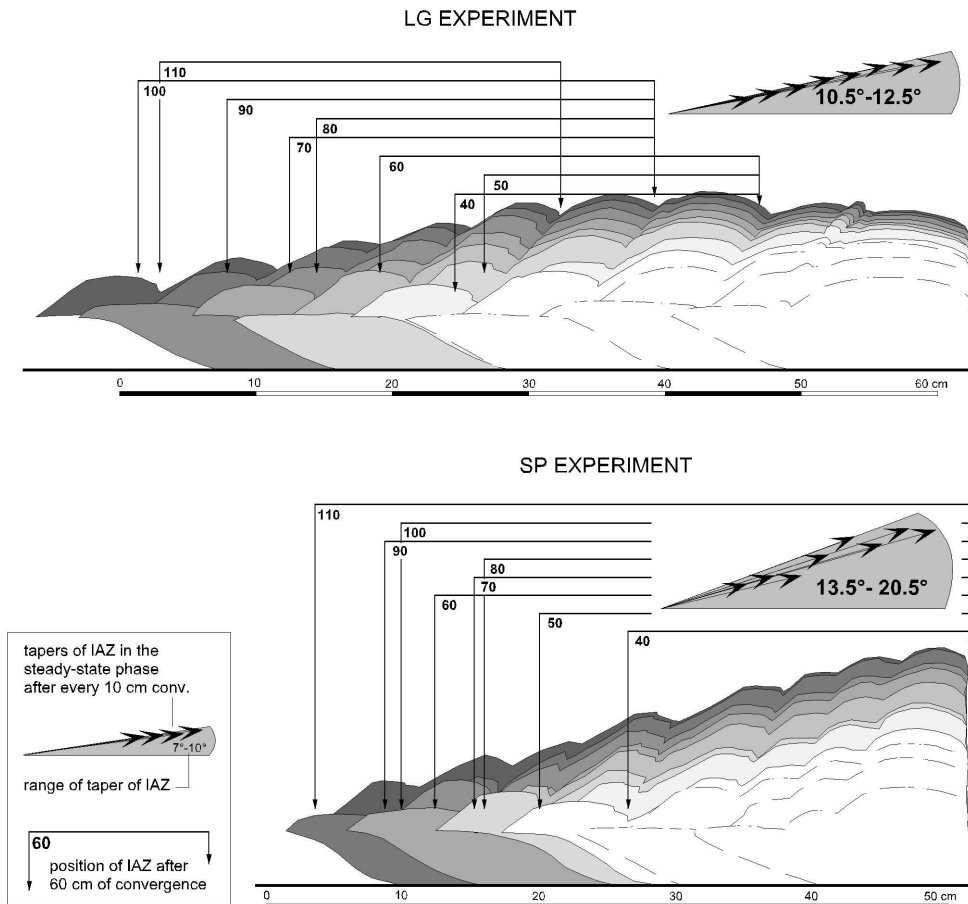 LG EXPERIMENT
110
100
90
80
70
60
50
40
10.5°-12.5°
0 10 20 30 40 50 60 cm
SP EXPERIMENT
110
100
90
80
70
60
50
40
13.5°- 20.5°
tapers of IAZ in the
steady-state phase
after every 10 cm conv.
7°-10°
range of taper of IAZ
60
position of IAZ after
60 cm of convergence
0 10 20 30 40 50 cm